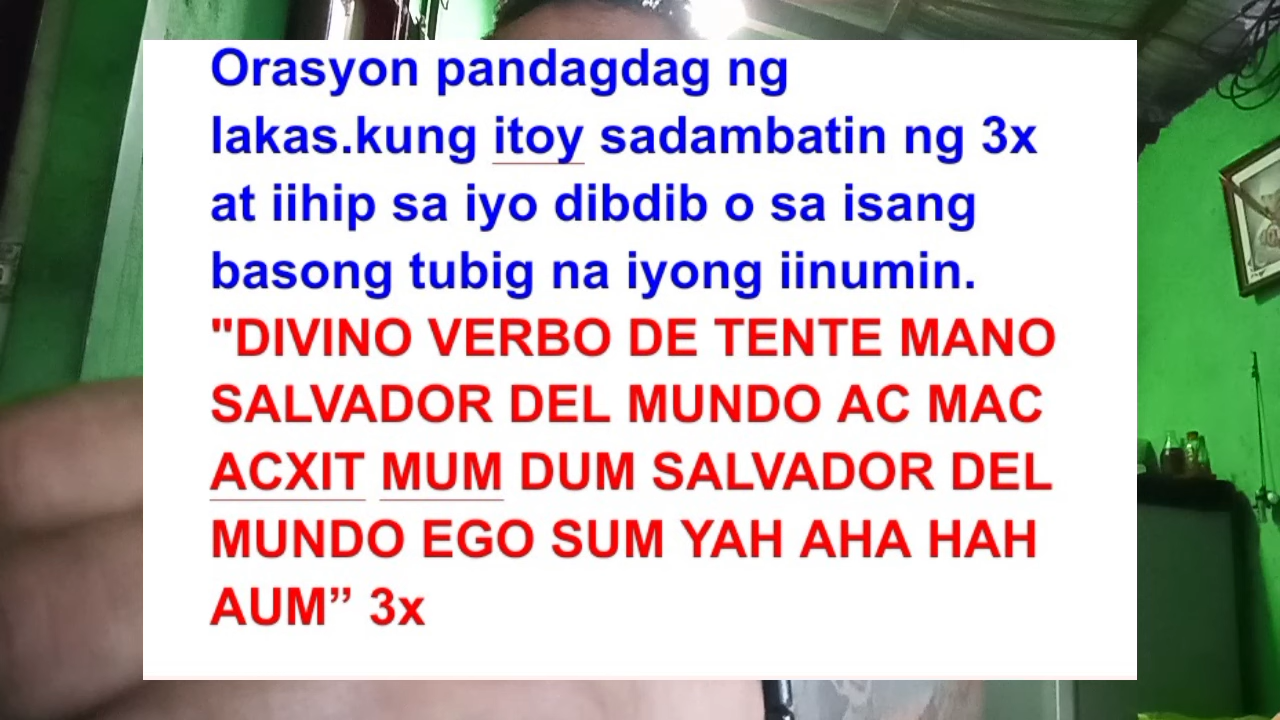 Orasyon pandagdag ng
lakas.kung itoy sadambatin ng 3x
at iihip sa iyo dibdib o sa isang
basong tubig na iyong iinumin.
"DIVINO VERBO DE TENTE MANO
SALVADOR DEL MUNDO AC MAC
ACXIT MUM DUM SALVADOR DEL
MUNDO EGO SUM YAH AHA HAH
AUM” 3x